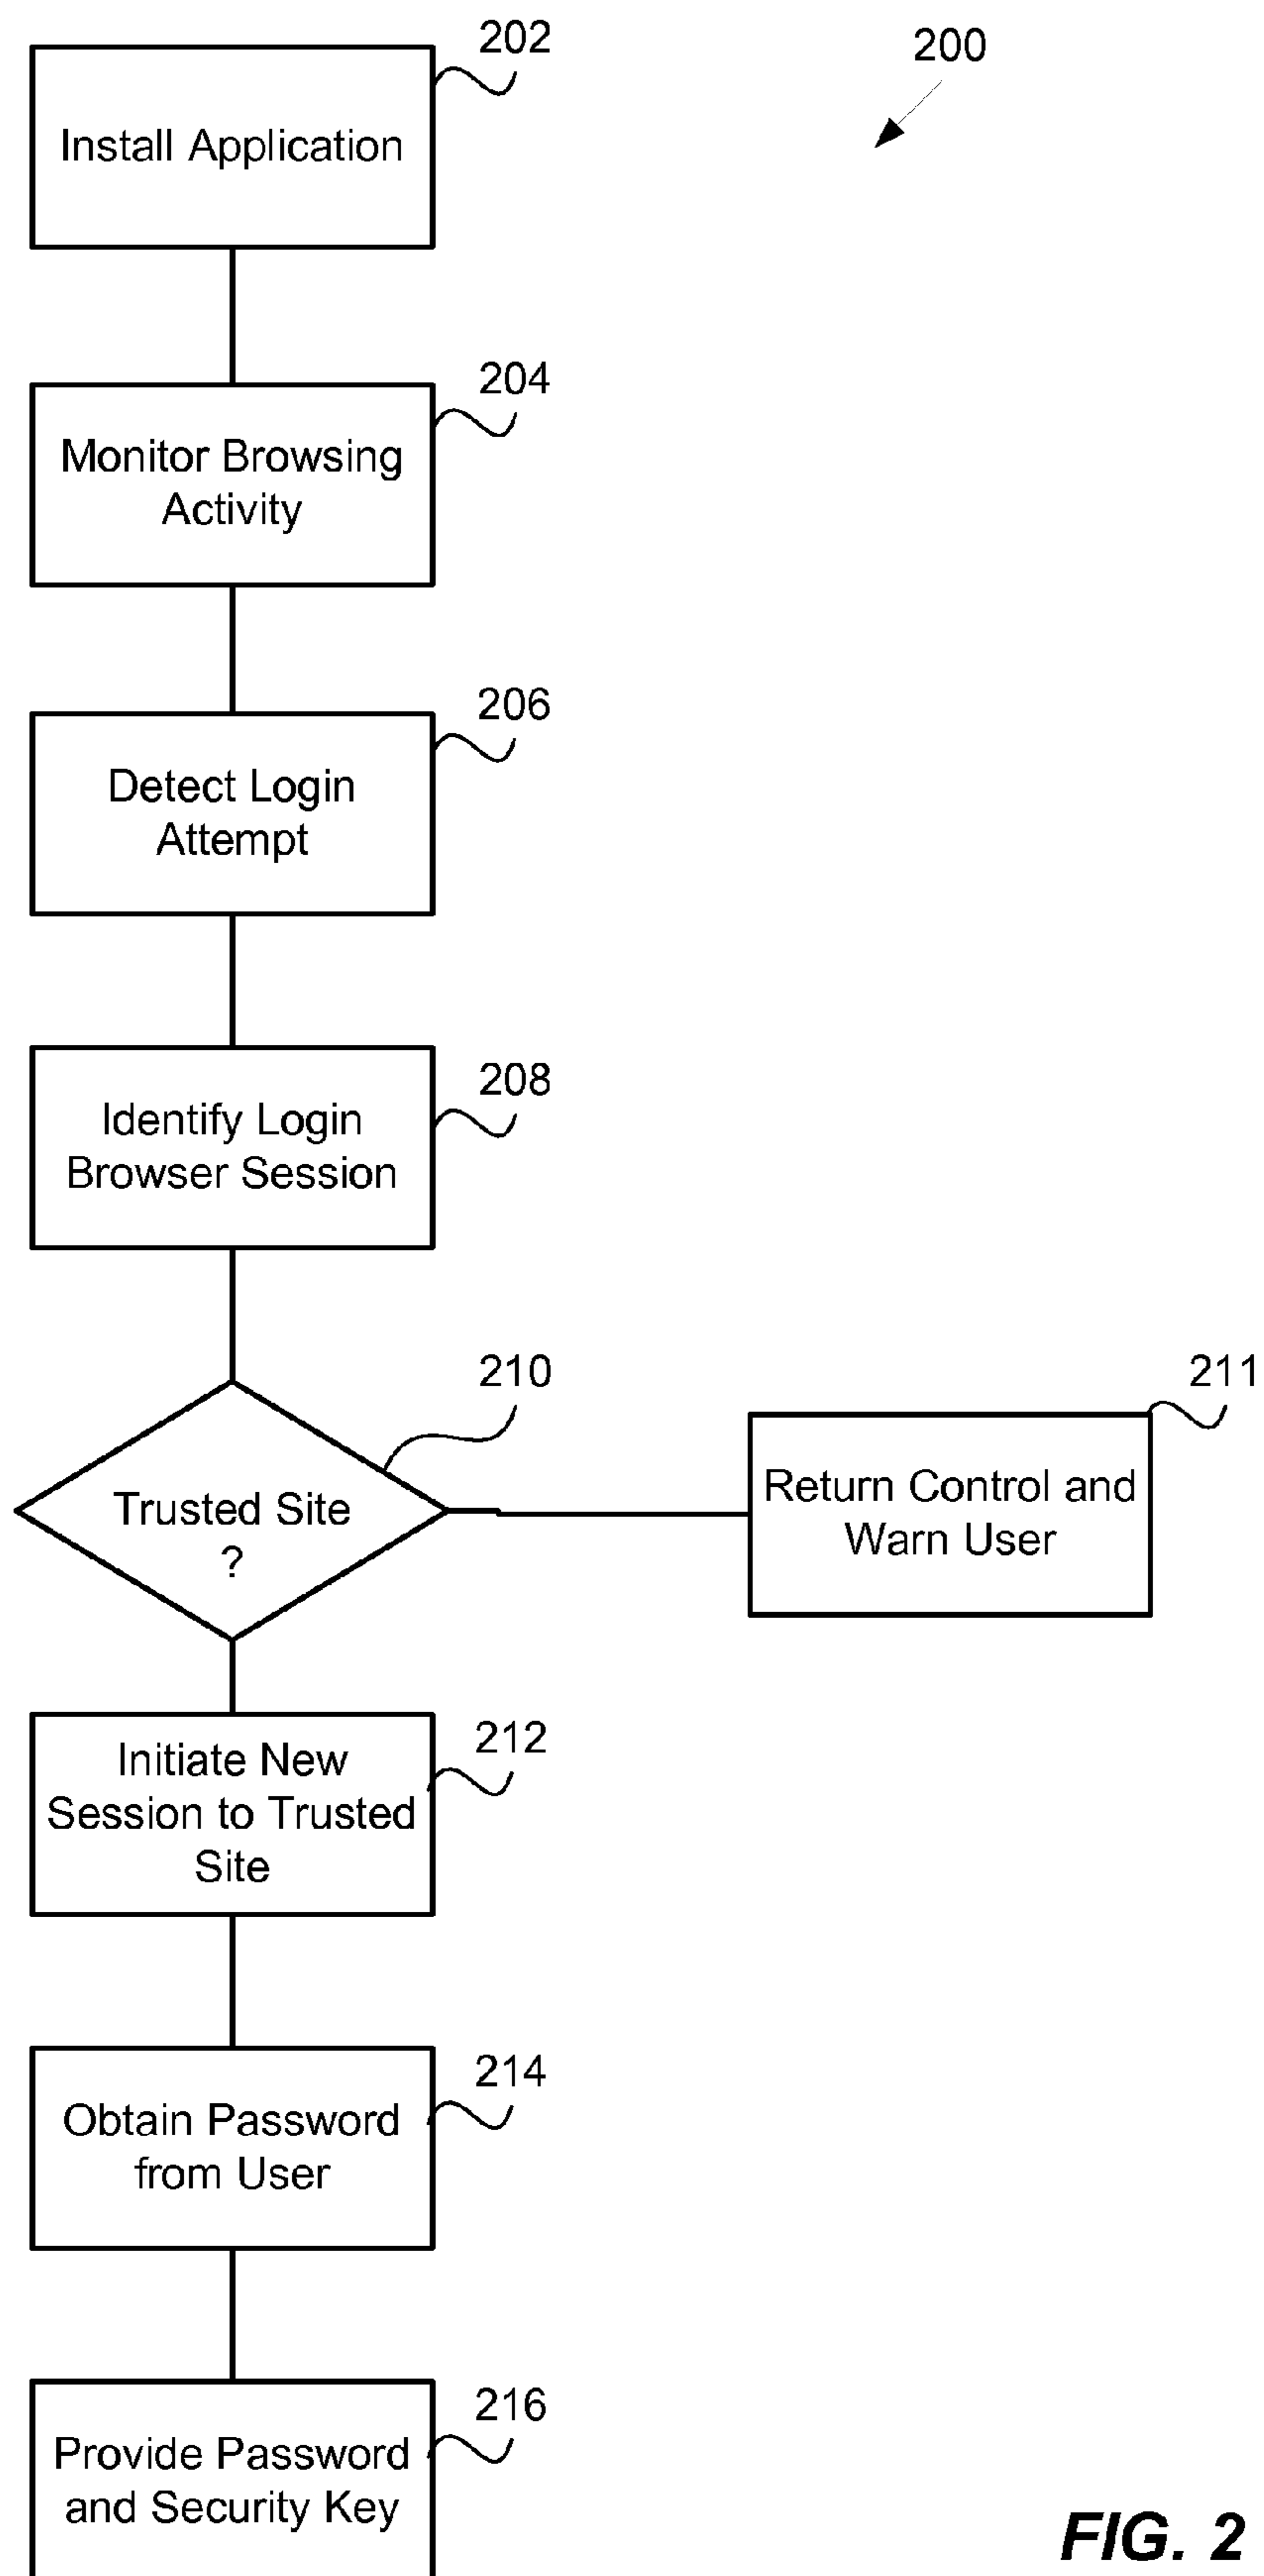 202
200
Install Application
204
Monitor Browsing
Activity
206
Detect Login
Attempt
208
Identify Login
Browser Session
210
211
Trusted Site
?
Return Control and
Warn User
212
Initiate New
Session to Trusted
Site
214
Obtain Password
from User
216
Provide Password
and Security Key
FIG. 2